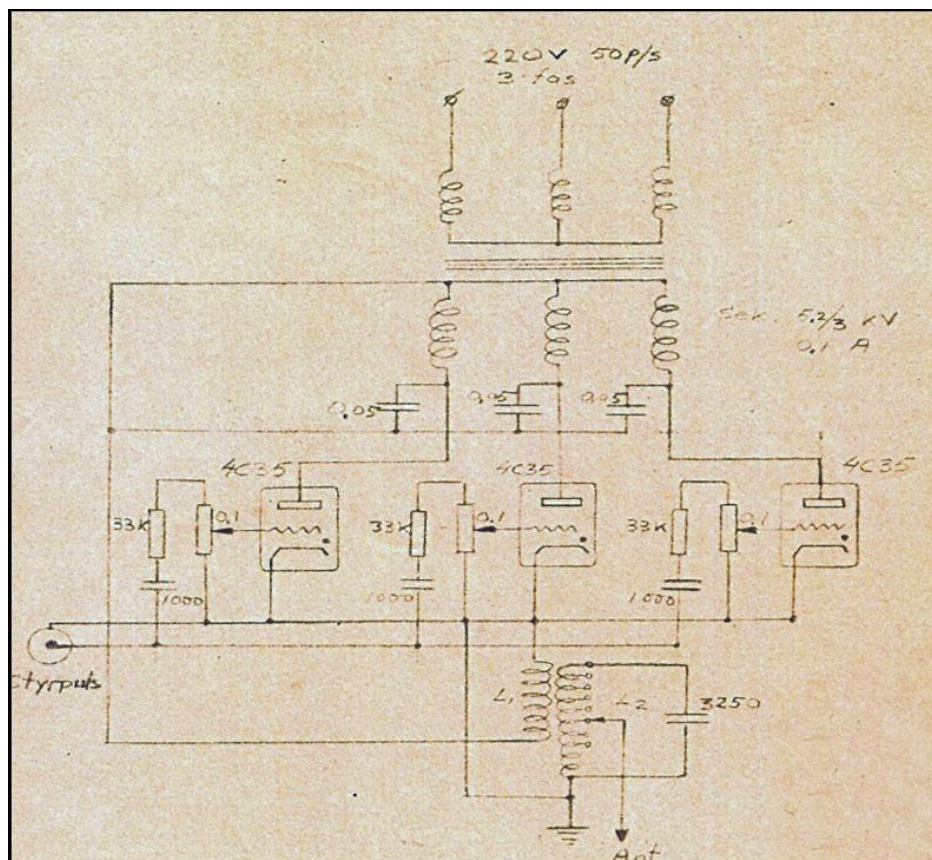 220V 50P/s
3-fas
Sek. 5.2/3 kV
0.1 A
0,05
0,05
0,05
4C35
4C35
4C35
33K
0.1
33K
0.1
33K
0.1
1000
1000
1000
Styrpuls
L1
L2
3250
Ant